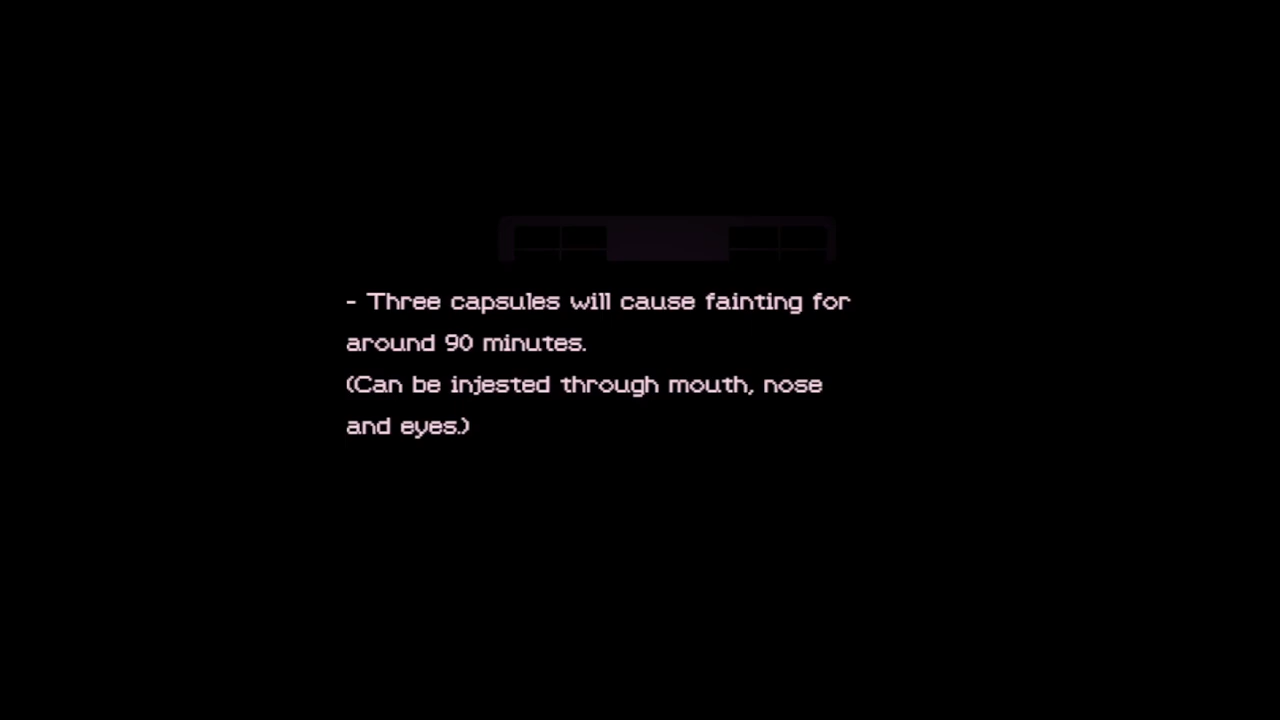 - Three capsules will cause fainting for
around 90 minutes.
(Can be injested through mouth, nose
and eyes.)